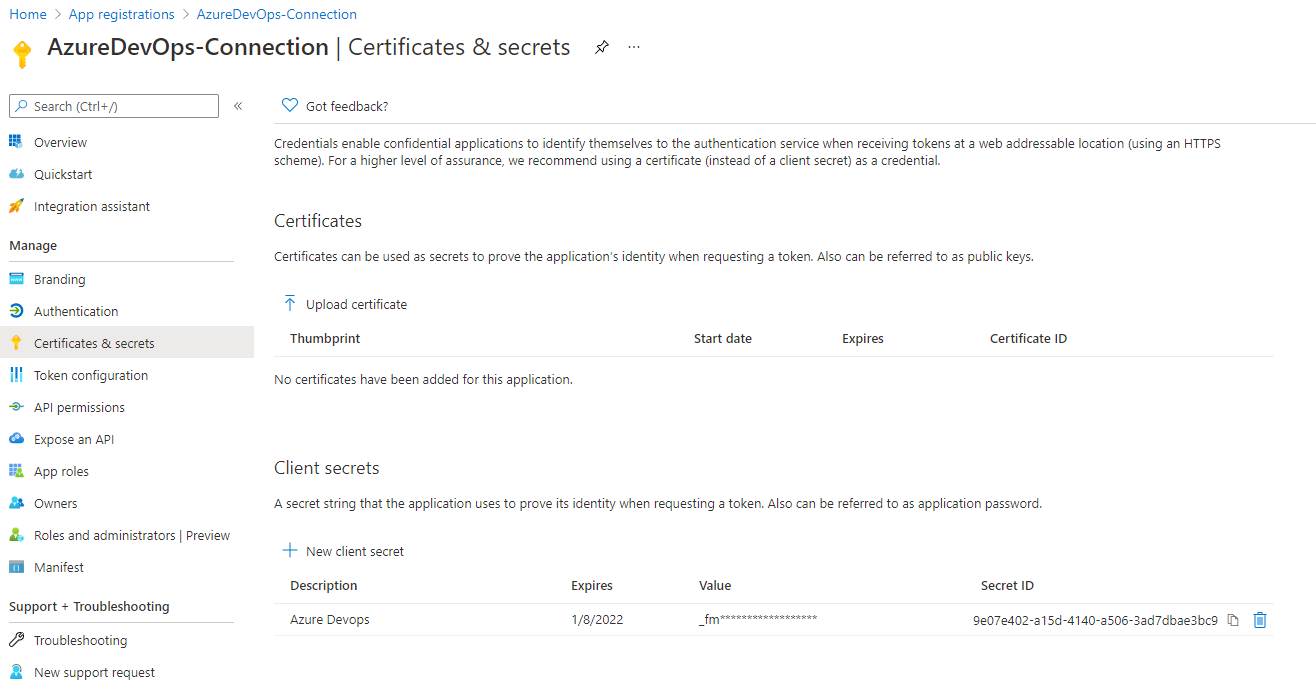 Home > App registrations > AzureDevOps-Connection
AzureDevOps-Connection | Certificates & secrets ···
Search (Ctrl+/) «
Overview
Quickstart
Integration assistant
Manage
Branding
Authentication
Certificates & secrets
Token configuration
API permissions
Expose an API
App roles
Owners
Roles and administrators | Preview
Manifest
Support + Troubleshooting
Troubleshooting
New support request
Got feedback?
Credentials enable confidential applications to identify themselves to the authentication service when receiving tokens at a web addressable location (using an HTTPS
scheme). For a higher level of assurance, we recommend using a certificate (instead of a client secret) as a credential.
Certificates
Certificates can be used as secrets to prove the application's identity when requesting a token. Also can be referred to as public keys.
Upload certificate
Thumbprint Start date Expires Certificate ID
No certificates have been added for this application.
Client secrets
A secret string that the application uses to prove its identity when requesting a token. Also can be referred to as application password.
New client secret
Description Expires Value Secret ID
Azure Devops 1/8/2022 _fm****************** 9e07e402-a15d-4140-a506-3ad7dbae3bc9